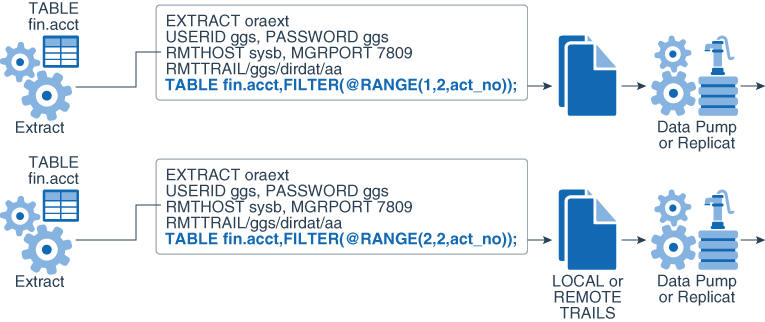 TABLE
fin.acct
Extract
EXTRACT oraext
USERID ggs, PASSWORD ggs
RMTHOST sysb, MGRPORT 7809
RMTTRAIL/ggs/dirdat/aa
TABLE fin.acct,FILTER(@RANGE(1,2,act_no));
Data Pump
or Replicat
TABLE
fin.acct
Extract
EXTRACT oraext
USERID ggs, PASSWORD ggs
RMTHOST sysb, MGRPORT 7809
RMTTRAIL/ggs/dirdat/aa
TABLE fin.acct,FILTER(@RANGE(2,2,act_no));
LOCAL or
REMOTE
TRAILS
Data Pump
or Replicat